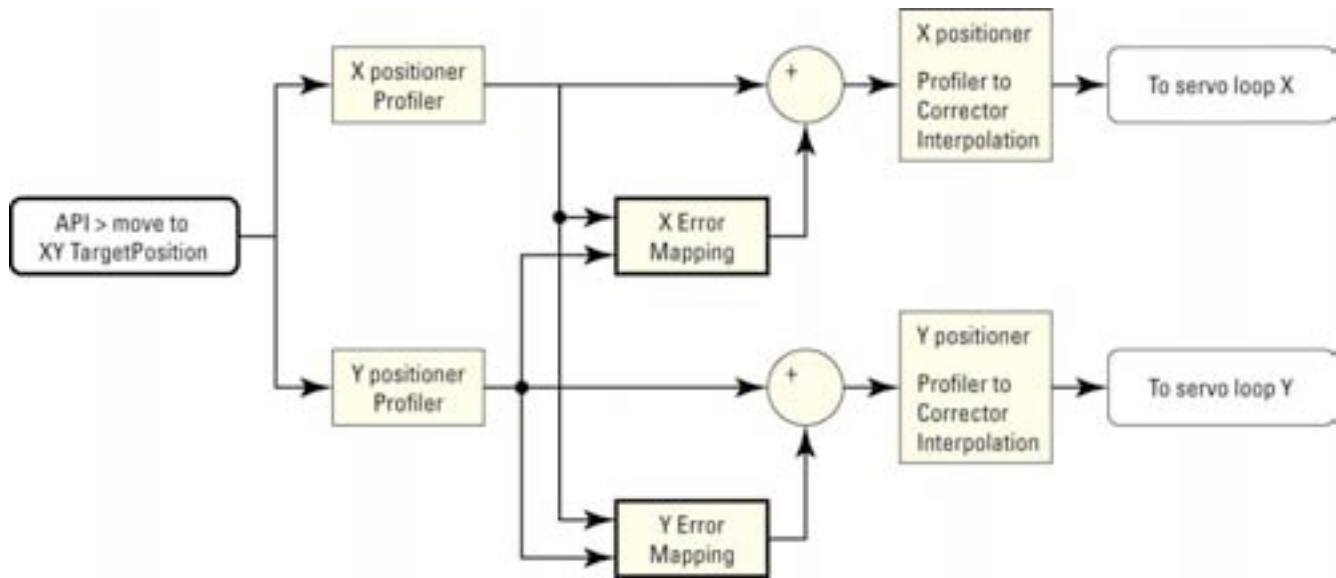 API > move to
XY TargetPosition
X positioner
Profiler
+
X positioner
Profiler to
Corrector
Interpolation
To servo loop X
X Error
Mapping
Y positioner
Profiler
+
Y positioner
Profiler to
Corrector
Interpolation
To servo loop Y
Y Error
Mapping